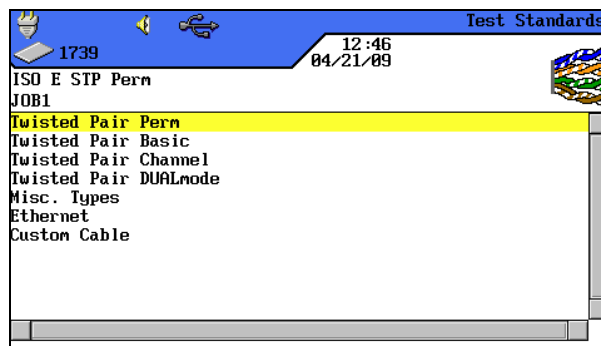 Test Standards
1739
12:46
04/21/09
ISO E STP Perm
JOB1
Twisted Pair Perm
Twisted Pair Basic
Twisted Pair Channel
Twisted Pair DUALmode
Misc. Types
Ethernet
Custom Cable